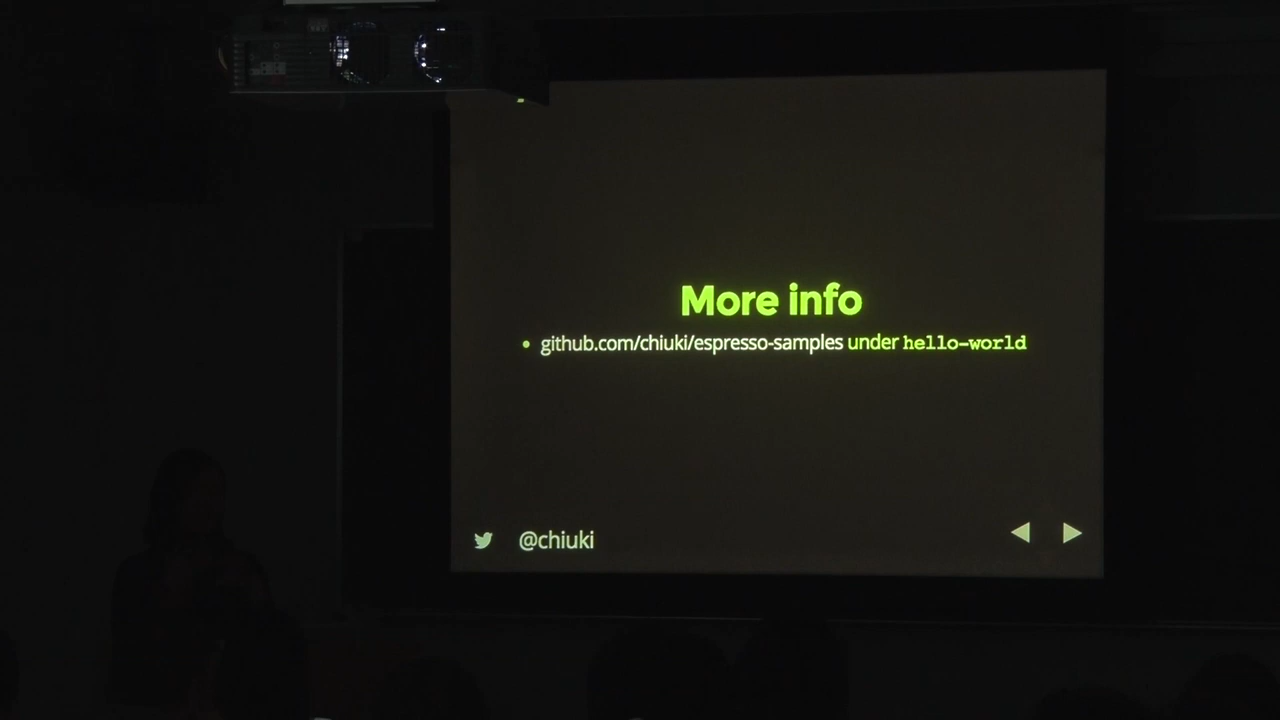 More info
• github.com/chiuki/espresso-samples under hello-world
@chiuki